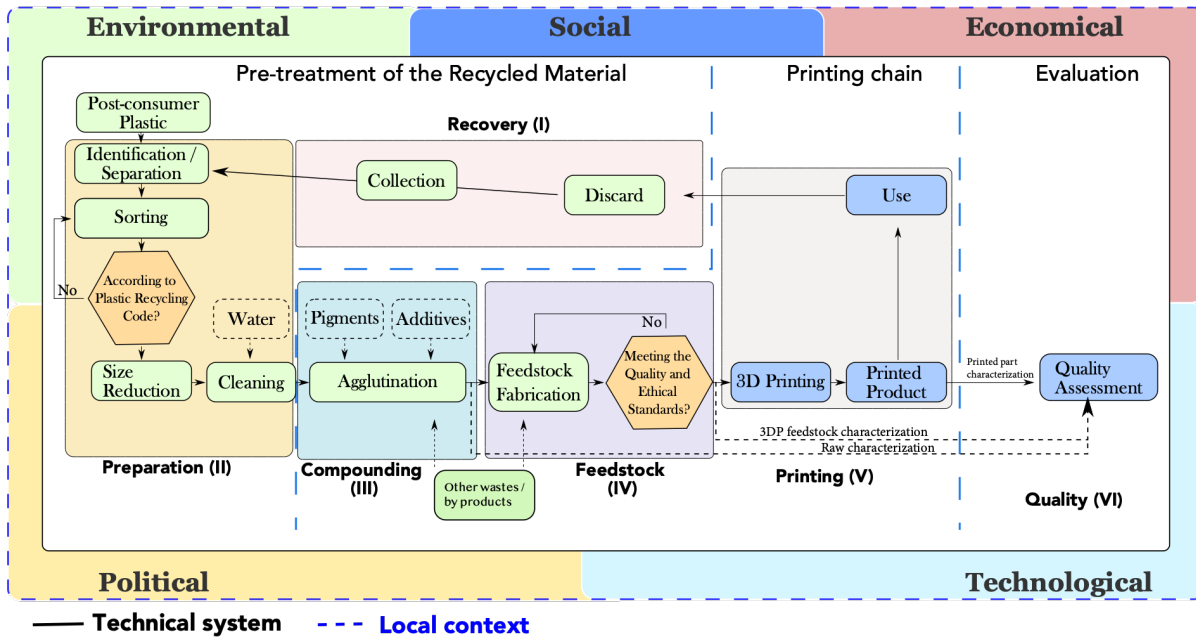 Environmental
Social
Economical
Pre-treatment of the Recycled Material
Printing chain
Evaluation
Post-consumer
Plastic
Recovery (I)
Identification /
Separation
Collection
Discard
Use
Sorting
According to
Plastic Recycling
Code?
No
Water
Pigments
Additives
No
Size
Reduction
Cleaning
Agglutination
Feedstock
Fabrication
Meeting the
Quality and
Ethical
Standards?
3D Printing
Printed
Product
Printed part
characterization
Quality
Assessment
3DP feedstock characterization
Raw characterization
Preparation (II)
Compounding
(III)
Other wastes /
by products
Feedstock
(IV)
Printing (V)
Quality (VI)
Political
Technological
Technical system
Local context